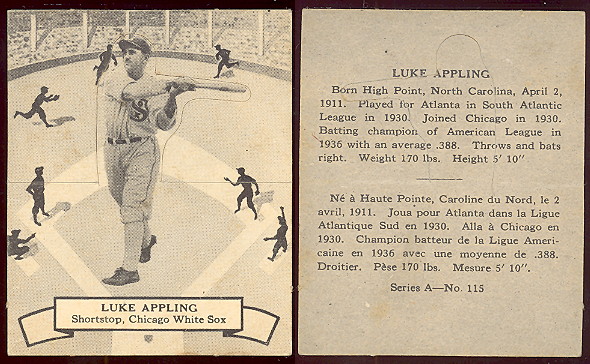 S
LUKE APPLING
Shortstop, Chicago White Sox
LUKE APPLING
Born High Point, North Carolina, April 2,
1911. Played for Atlanta in South Atlantic
League in 1930. Joined Chicago in 1930.
Batting champion of American League in
1936 with an average .388. Throws and bats
right. Weight 170 lbs. Height 5' 10"
Né à Haute Pointe, Caroline du Nord, le 2
avril, 1911. Joua pour Atlanta dans la Ligue
Atlantique Sud en 1930. Alla à Chicago en
1930. Champion batteur de la Ligue Ameri-
caine en 1936 avec une moyenne de .388.
Droitier. Pèse 170 lbs. Mesure 5' 10".
Series A—No. 115